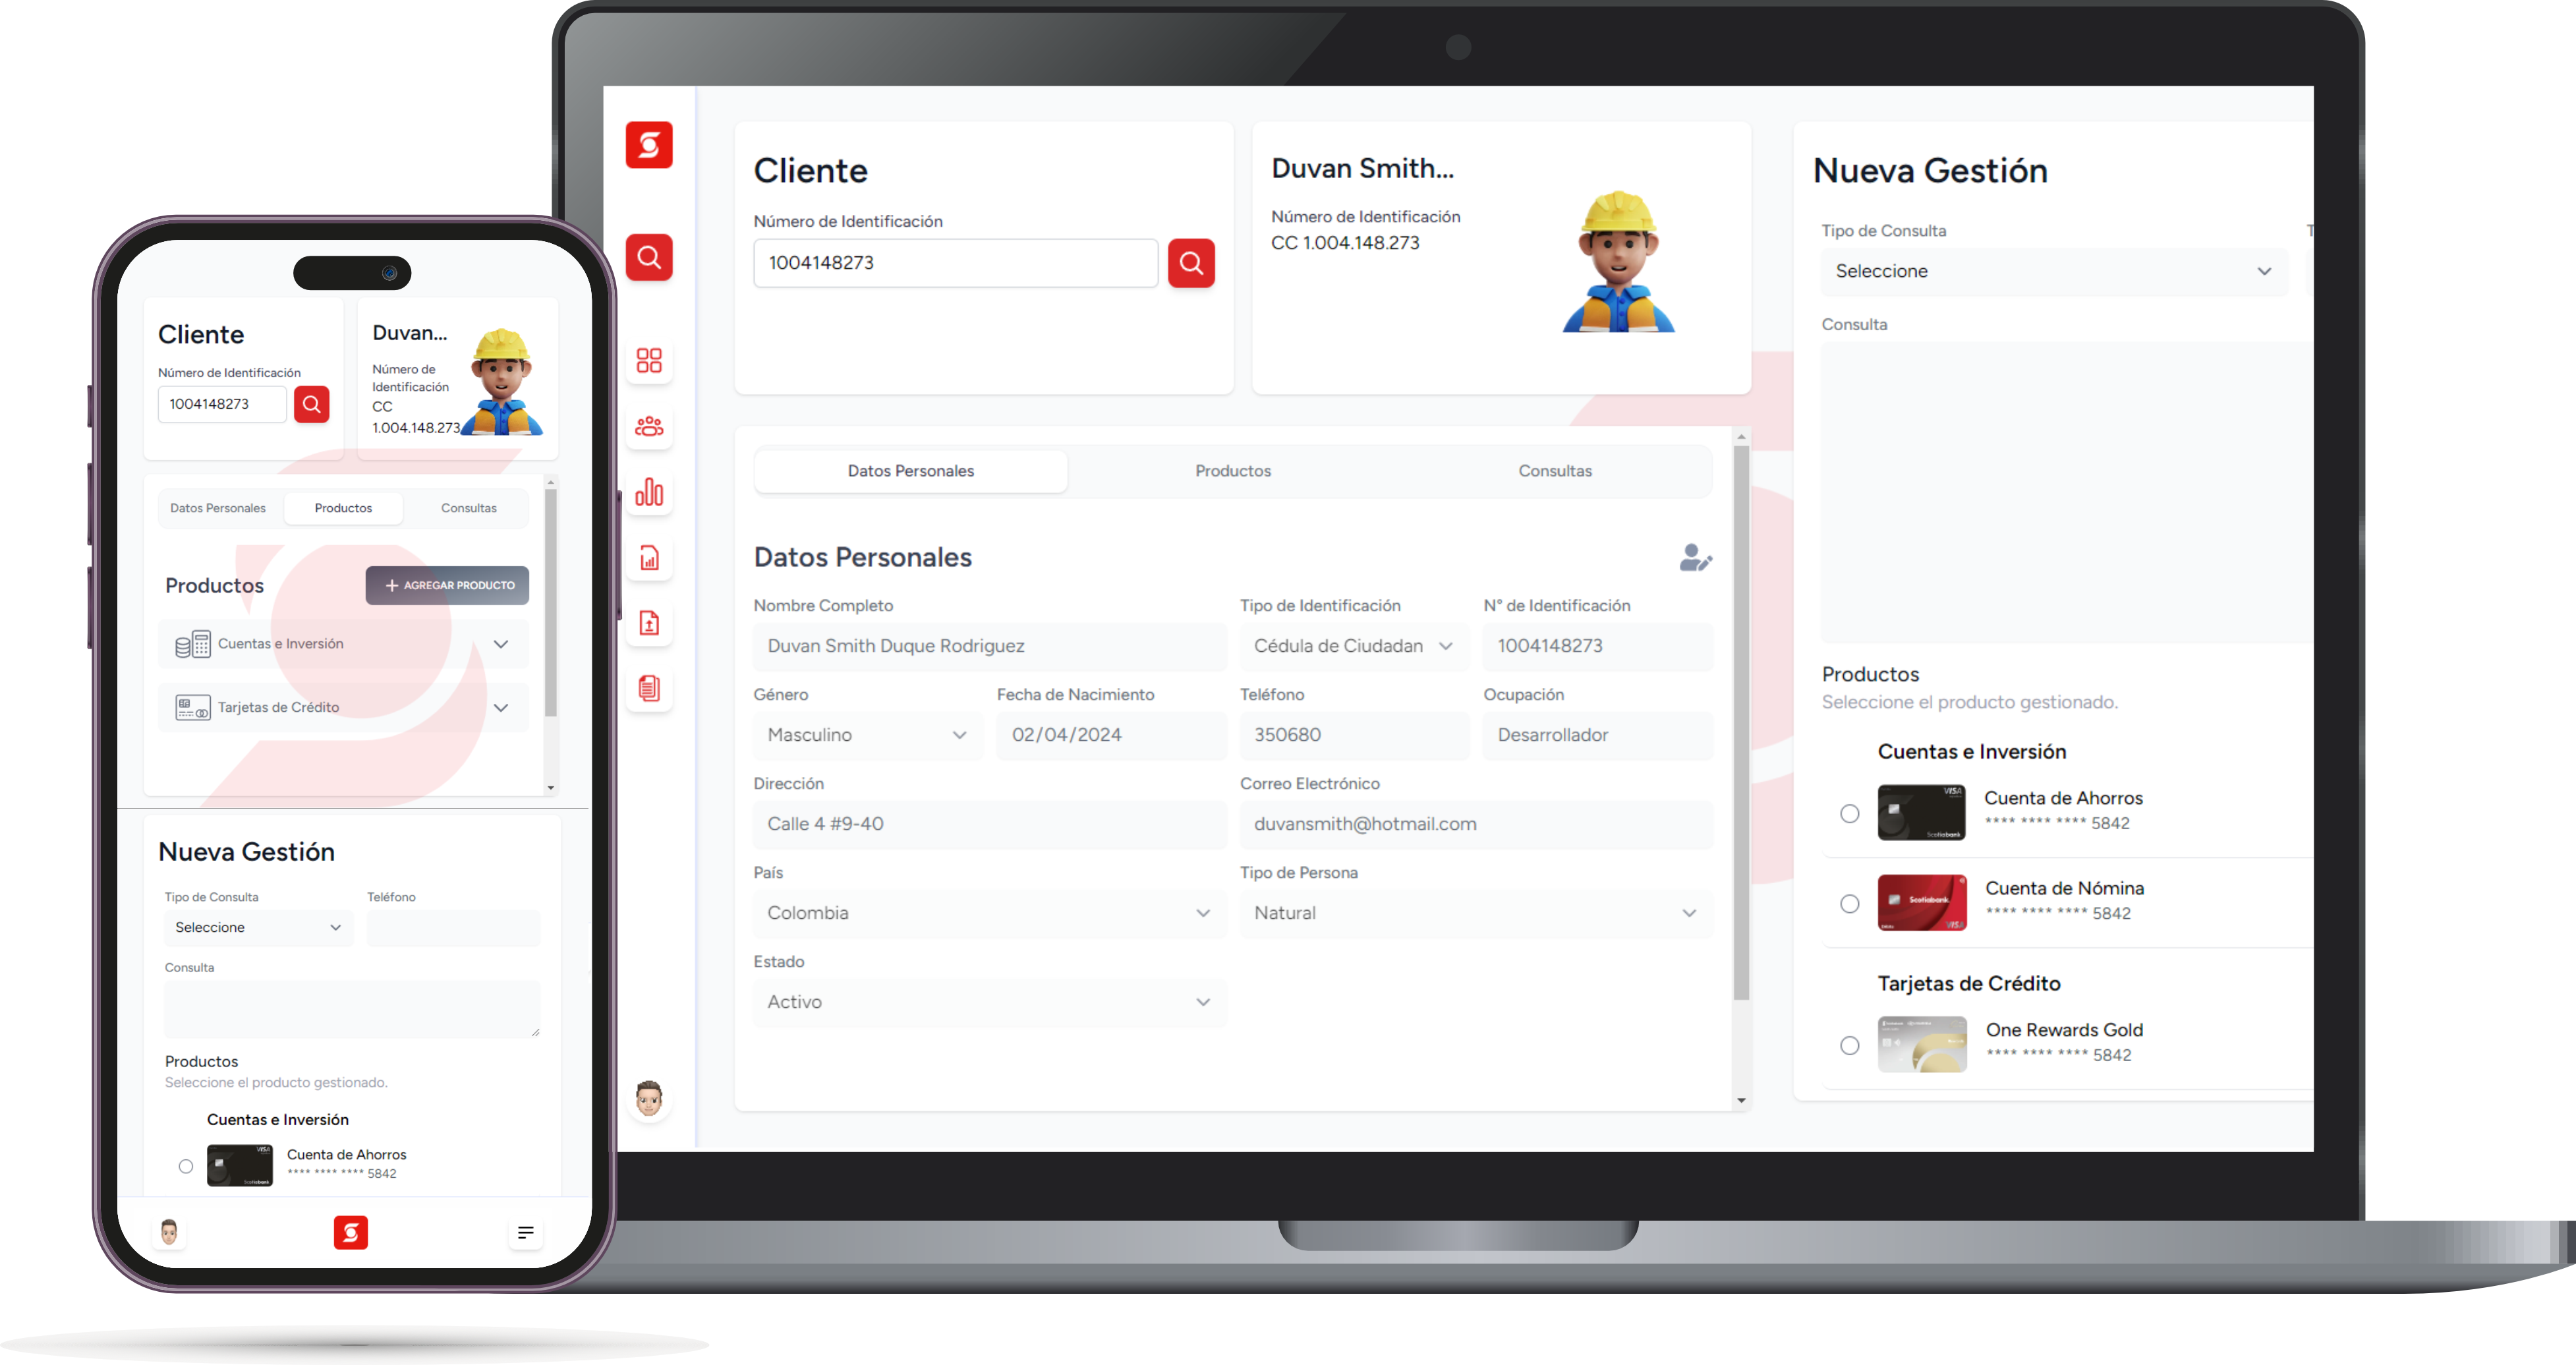 Cliente
Número de Identificación
1004148273
Duvan...
Número de
Identificación
CC
1.004.148.273
Datos Personales
Productos
Consultas
Productos
AGREGAR PRODUCTO
Cuentas e Inversión
Tarjetas de Crédito
Nueva Gestión
Tipo de Consulta
Teléfono
Seleccione
Consulta
Productos
Seleccione el producto gestionado.
Cuentas e Inversión
VISA
Scotiabank
Cuenta de Ahorros
**** **** **** 5842
Cliente
Número de Identificación
1004148273
Duvan Smith...
Número de Identificación
CC 1.004.148.273
Datos Personales
Productos
Consultas
Datos Personales
Nombre Completo
Tipo de Identificación
N° de Identificación
Duvan Smith Duque Rodriguez
Cédula de Ciudadan
1004148273
Género
Fecha de Nacimiento
Teléfono
Ocupación
Masculino
02/04/2024
350680
Desarrollador
Dirección
Correo Electrónico
Calle 4 #9-40
duvansmith@hotmail.com
País
Tipo de Persona
Colombia
Natural
Estado
Activo
Nueva Gestión
Tipo de Consulta
T
Seleccione
Consulta
Productos
Seleccione el producto gestionado.
Cuentas e Inversión
VISA
Scotiabank
Cuenta de Ahorros
**** **** **** 5842
Scotiabank
VISA
Cuenta de Nómina
**** **** **** 5842
Tarjetas de Crédito
One Rewards Gold
**** **** **** 5842